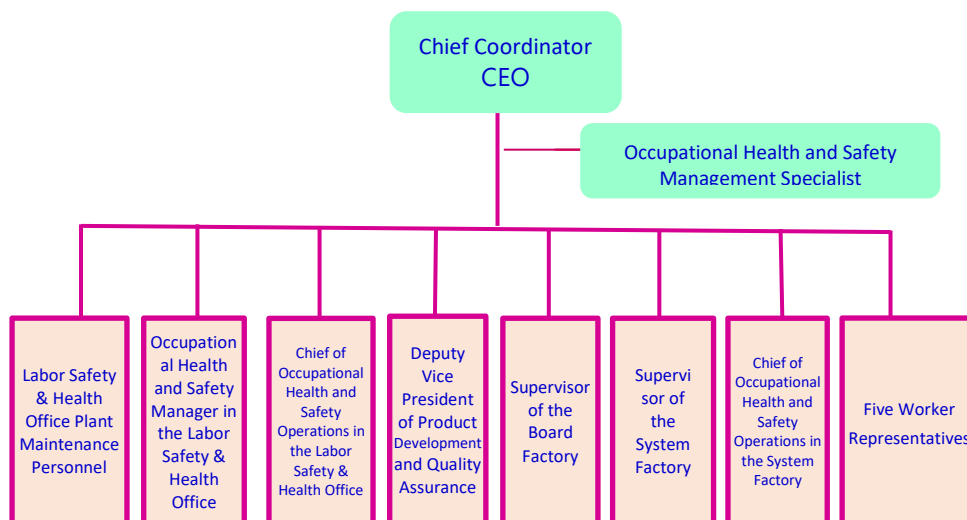 Chief Coordinator
CEO
Occupational Health and Safety
Management Specialist
Labor Safety
& Health
Office Plant
Maintenance
Personnel
Occupation
al Health
and Safety
Manager in
the Labor
Safety &
Health
Office
Chief of
Occupational
Health and
Safety
Operations in
the Labor
Safety &
Health Office
Deputy
Vice
President
of Product
Development
and Quality
Assurance
Supervisor
of the
Board
Factory
Supervi
sor of
the
System
Factory
Chief of
Occupational
Health and
Safety
Operations in
the System
Factory
Five Worker
Representatives